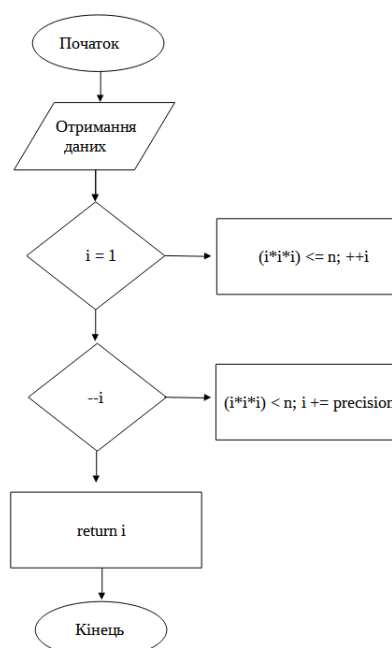 Початок
Отримання
даних
i = 1
(i*i*i) <= n; ++i
--i
(i*i*i) < n; i += precision
return i
Кінець